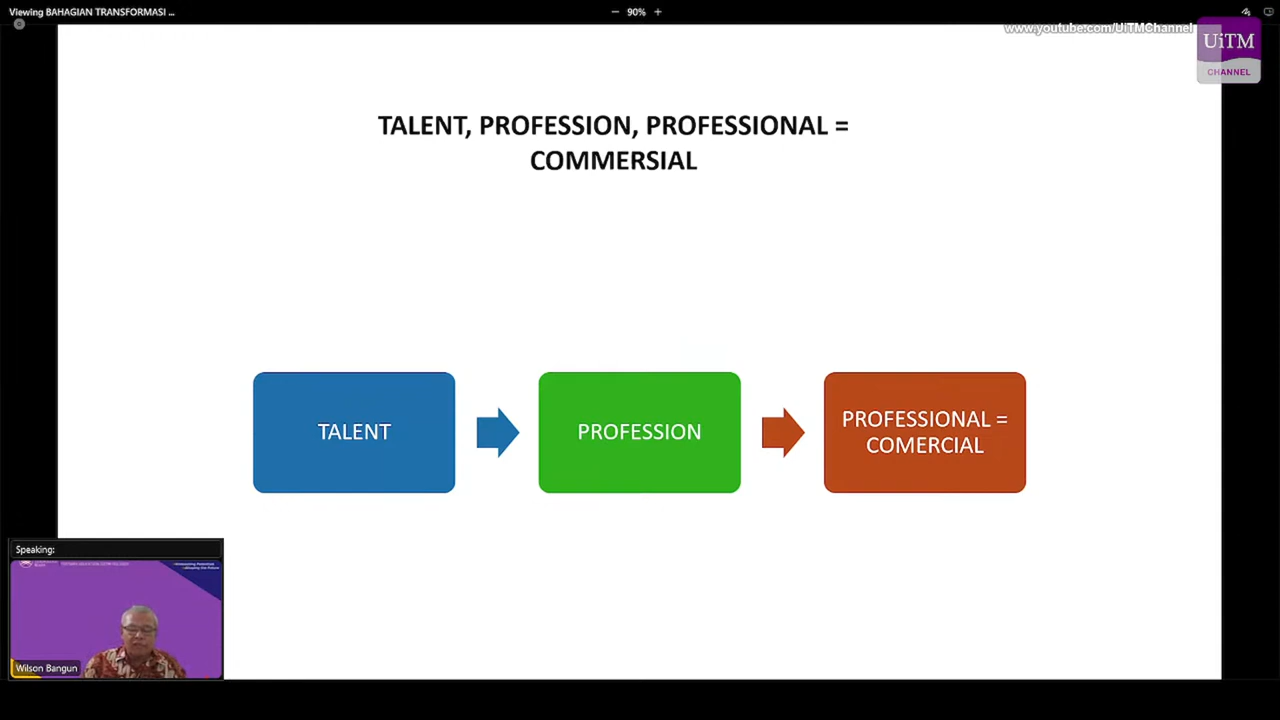 Viewing BAHAGIAN TRANSFORMASI ...
90%
www.youtube.com/UiTMChannel
UiTM
CHANNEL
TALENT, PROFESSION, PROFESSIONAL =
COMMERSIAL
TALENT
PROFESSION
PROFESSIONAL =
COMERCIAL
Speaking:
Wilson Bangun